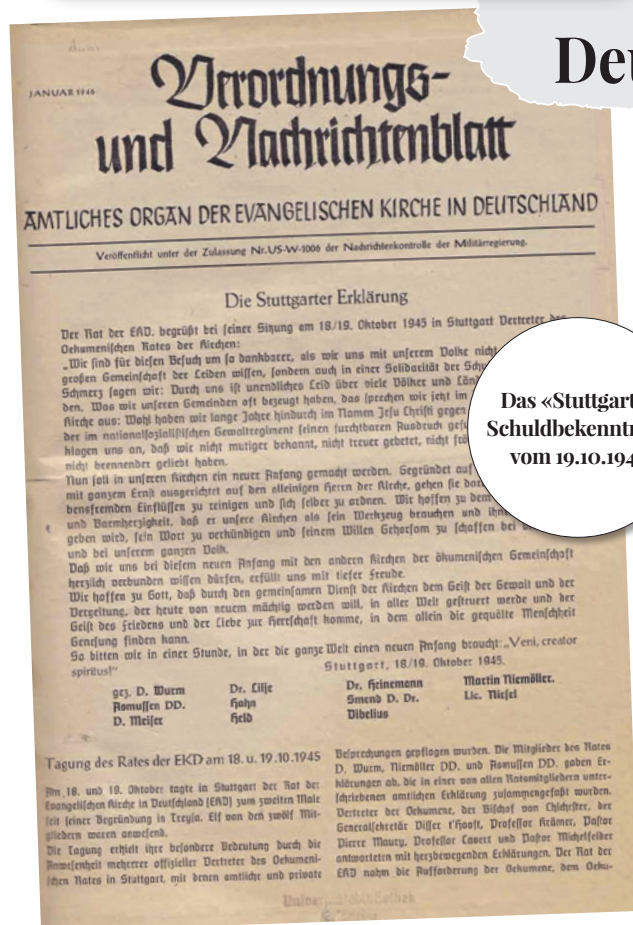 Deu
JANUAR 1946
Verordnungs-
und Nachrichtenblatt
AMTLICHES ORGAN DER EVANGELISCHEN KIRCHE IN DEUTSCHLAND
Veröffentlicht unter der Zulassung Nr. US-W-1006 der Nachrichtenkontrolle der Militärregierung.
Die Stuttgarter Erklärung
Der Rat der EKD. begrüßt bei seiner Sitzung am 18/19. Oktober 1945 in Stuttgart Vertreter des
Oekumenischen Rates der Kirchen:
„Wir sind für diesen Besuch um so dankbarer, als wir uns mit unserem Volke nicht
großen Gemeinschaft der Leiden wissen, sondern auch in einer Solidarität der Schu
Schmerz sagen wir: Durch uns ist unendliches Leid über viele Völker und Län
den. Was wir unseren Gemeinden oft bezeugt haben, das sprechen wir jetzt im
Kirche aus: Wohl haben wir lange Jahre hindurch im Namen Jesu Christi gegen
der im nationalsozialistischen Gewaltregiment seinen furchtbaren Ausdruck gefu
klagen uns an, daß wir nicht mutiger bekannt, nicht treuer gebetet, nicht frö
nicht brennender geliebt haben.
Nun soll in unseren Kirchen ein neuer Anfang gemacht werden. Gegründet auf
mit ganzem Ernst ausgerichtet auf den alleinigen Herrn der Kirche, gehen sie dar
bensfremden Einflüssen zu reinigen und sich selber zu ordnen. Wir hoffen zu dem
und Barmherzigkeit, daß er unsere Kirchen als sein Werkzeug brauchen und ihne
geben wird, sein Wort zu verkündigen und seinem Willen Gehorsam zu schaffen bei
und bei unserem ganzen Volk.
Daß wir uns bei diesem neuen Anfang mit den andern Kirchen der ökumenischen Gemeinschaft
herzlich verbunden wissen dürfen, erfüllt uns mit tiefer Freude.
Wir hoffen zu Gott, daß durch den gemeinsamen Dienst der Kirchen dem Geist der Gewalt und der
Vergeltung, der heute von neuem mächtig werden will, in aller Welt gesteuert werde und der
Geist des Friedens und der Liebe zur Herrschaft komme, in dem allein die gequälte Menschheit
Genesung finden kann.
So bitten wir in einer Stunde, in der die ganze Welt einen neuen Anfang braucht: „Veni, creator
spiritus!“
Stuttgart, 18/19. Oktober 1945.
gez. D. Wurm Dr. Lilje Dr. Heinemann Martin Niemöller.
Asmussen DD. Hahn Smend D. Dr. Lic. Niesel
D. Meiser Held Dibelius
Das «Stuttgart
Schuldbekenntn
vom 19.10.194
Tagung des Rates der EKD am 18. u. 19.10.1945
Am 18. und 19. Oktober tagte in Stuttgart der Rat der
Evangelischen Kirche in Deutschland (EKD) zum zweiten Male
seit seiner Begründung in Treysa. Elf von den zwölf Mit-
gliedern waren anwesend.
Die Tagung erhielt ihre besondere Bedeutung durch die
Anwesenheit mehrerer offizieller Vertreter des Oekumeni-
schen Rates in Stuttgart, mit denen amtliche und private
Besprechungen gepflogen wurden. Die Mitglieder des Rates
D. Wurm, Niemöller DD. und Asmussen DD. gaben Er-
klärungen ab, die in einer von allen Ratsmitgliedern unter-
schriebenen amtlichen Erklärung zusammengefaßt wurden.
Vertreter der Oekumene, der Bischof von Chichester, der
Generalsekretär Visser t'Hooft, Professor Krämer, Pastor
Pierre Maury, Professor Cavert und Pastor Michelfelder
antworteten mit herzbewegenden Erklärungen. Der Rat der
EKD nahm die Aufforderung der Oekumene, dem Oeku-